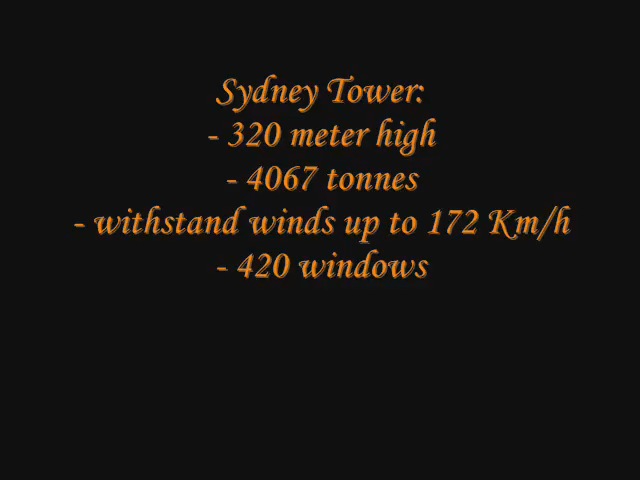 Sydney Tower:
- 320 meter high
- 4067 tonnes
- withstand winds up to 172 Km/h
- 420 windows